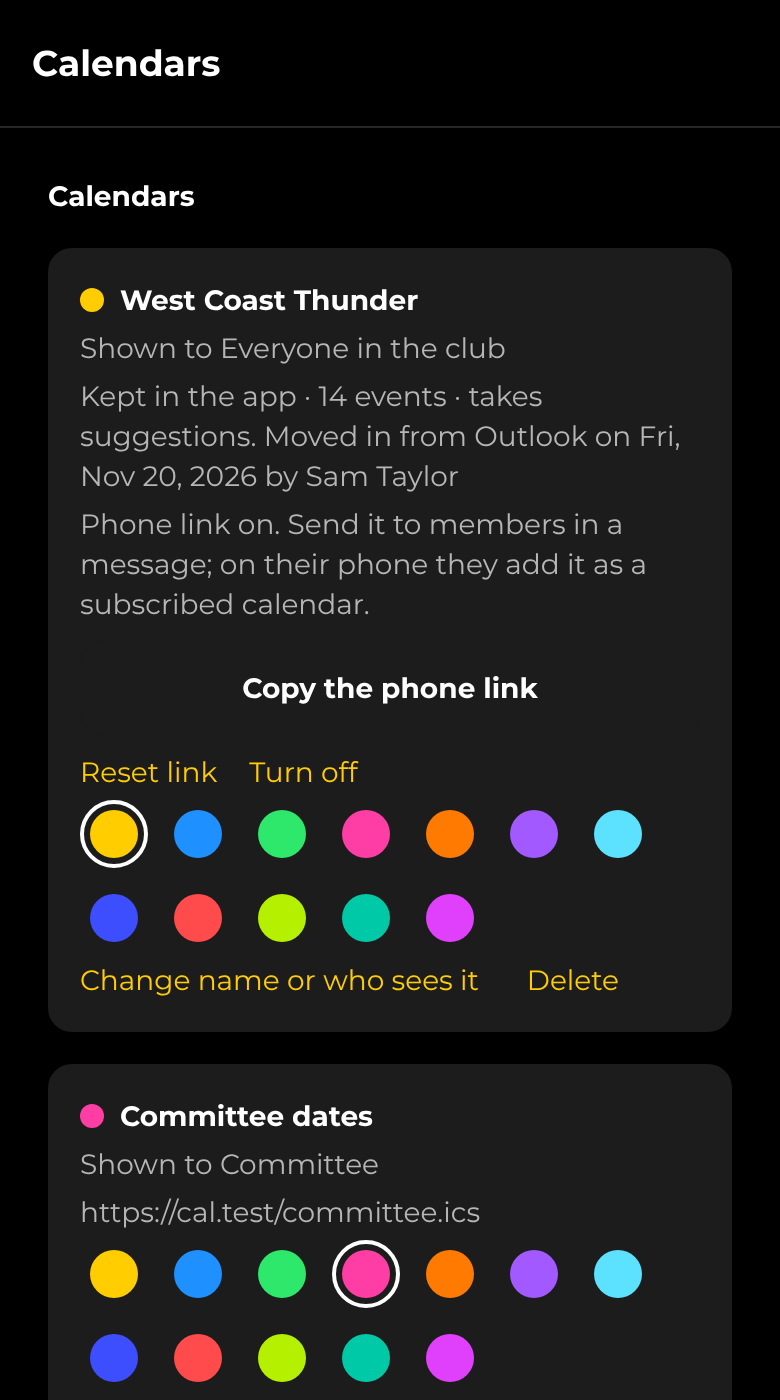 Calendars
Calendars
West Coast Thunder
Shown to Everyone in the club
Kept in the app · 14 events · takes
suggestions. Moved in from Outlook on Fri,
Nov 20, 2026 by Sam Taylor
Phone link on. Send it to members in a
message; on their phone they add it as a
subscribed calendar.
Copy the phone link
Reset link Turn off
Change name or who sees it Delete
Committee dates
Shown to Committee
https://cal.test/committee.ics